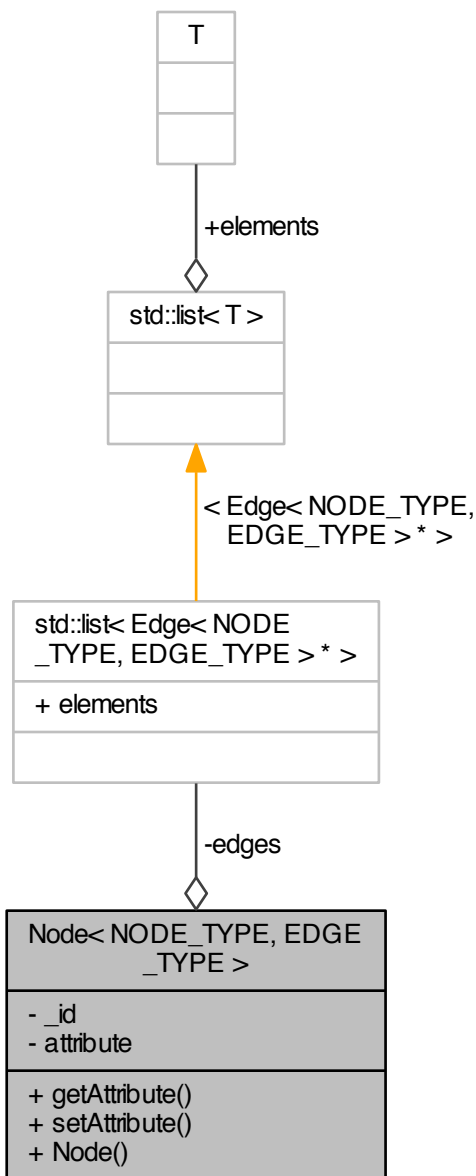 T
+elements
std::list< T >
< Edge< NODE_TYPE,
EDGE_TYPE > * >
std::list< Edge< NODE
_TYPE, EDGE_TYPE > * >
+ elements
-edges
Node< NODE_TYPE, EDGE
_TYPE >
- _id
- attribute
+ getAttribute()
+ setAttribute()
+ Node()